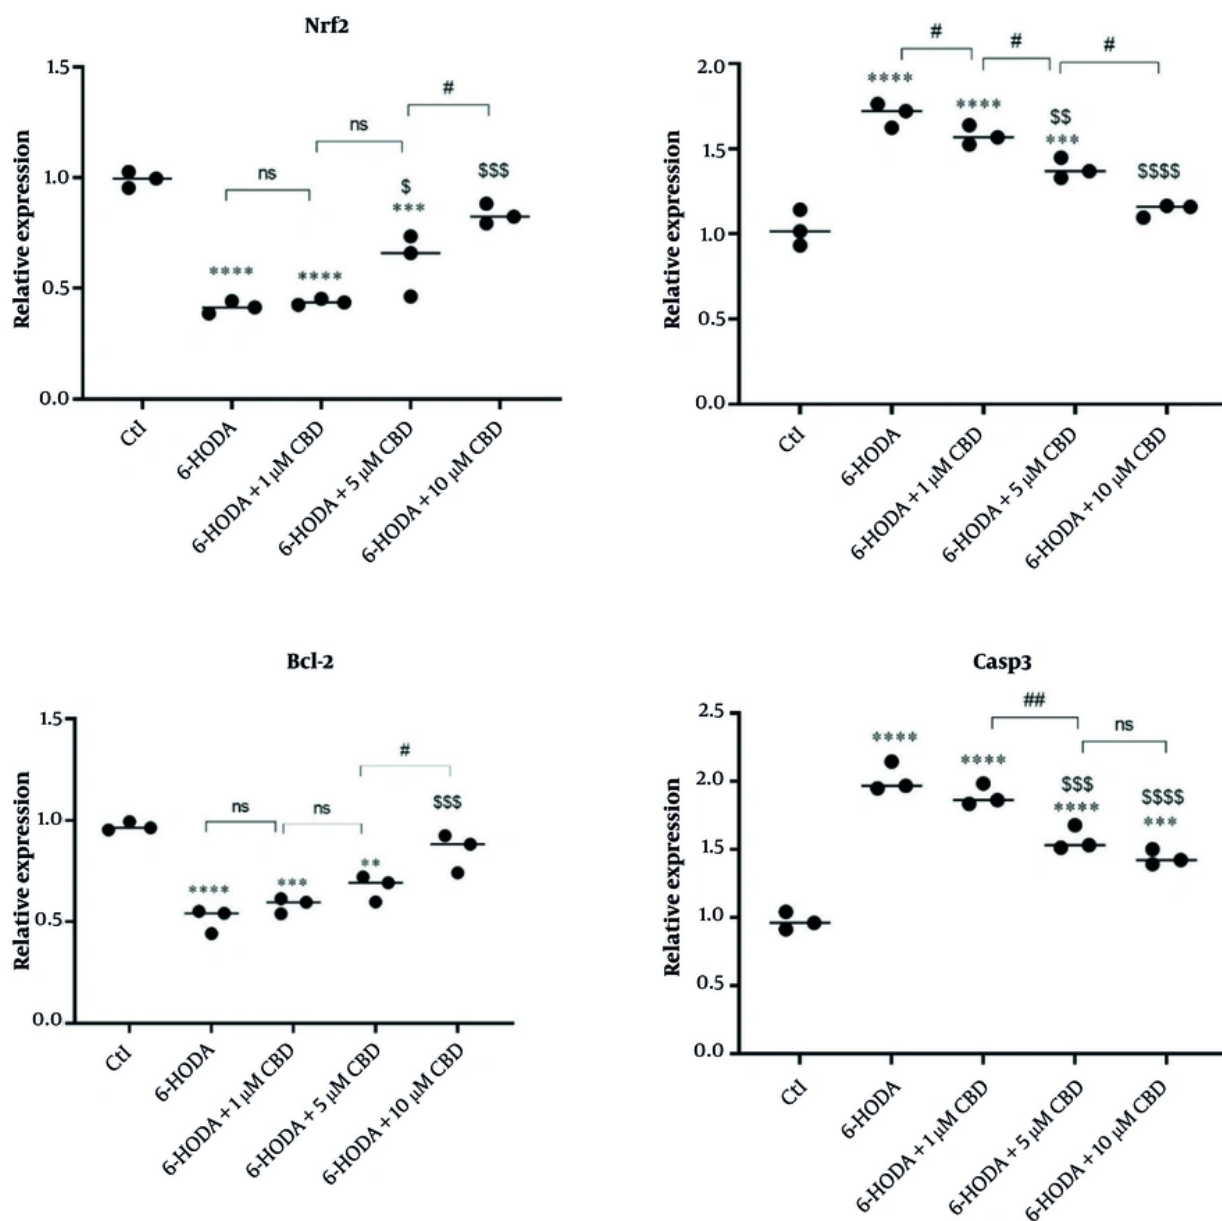 Nrf2
#
ns
ns
$$$
$
***
****
****
1.5
1.0
0.5
0.0
Relative expression
Ctl
6-HODA
6-HODA + 1 µM CBD
6-HODA + 5 µM CBD
6-HODA + 10 µM CBD
#
#
#
****
****
$$
***
$$$$
2.0
1.5
1.0
0.5
0.0
Relative expression
Ctl
6-HODA
6-HODA + 1 µM CBD
6-HODA + 5 µM CBD
6-HODA + 10 µM CBD
Bcl-2
#
ns
ns
$$$
****
***
**
1.5
1.0
0.5
0.0
Relative expression
Ctl
6-HODA
6-HODA + 1 µM CBD
6-HODA + 5 µM CBD
6-HODA + 10 µM CBD
Casp3
##
ns
****
****
$$$
****
$$$$
***
2.5
2.0
1.5
1.0
0.5
0.0
Relative expression
Ctl
6-HODA
6-HODA + 1 µM CBD
6-HODA + 5 µM CBD
6-HODA + 10 µM CBD